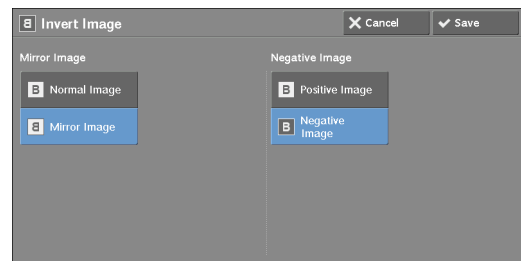 B Invert Image
Cancel
Save
Mirror Image
Negative Image
B Normal Image
B Mirror Image
B Positive Image
B Negative
Image